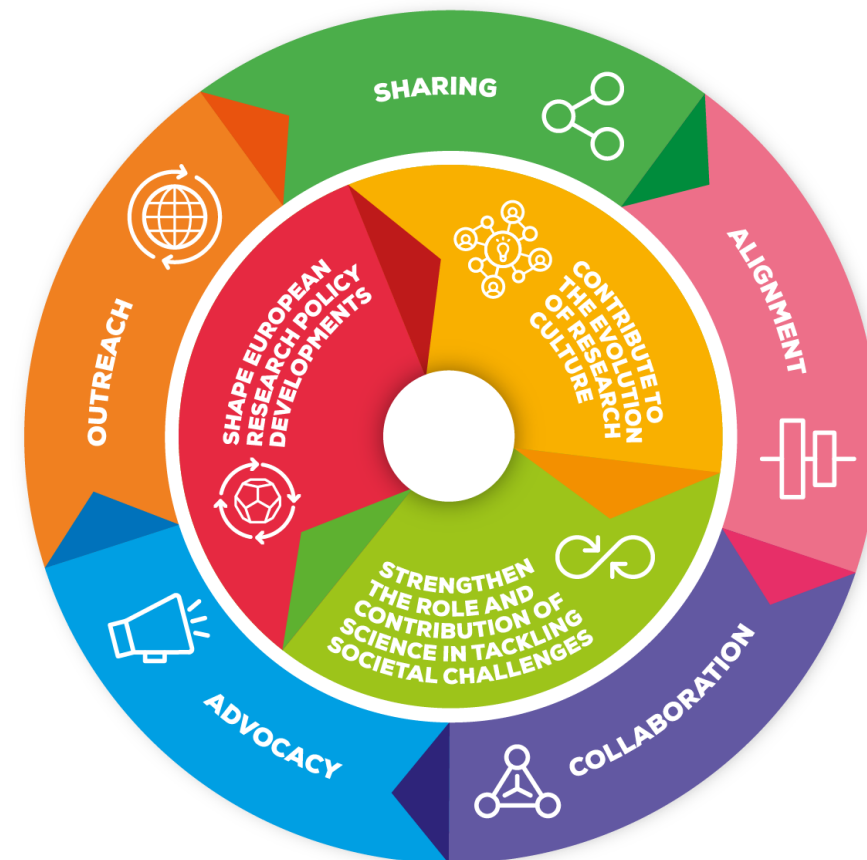 SHARING
ALIGNMENT
COLLABORATION
ADVOCACY
OUTREACH
SHAPE EUROPEAN
RESEARCH POLICY
DEVELOPMENTS
CONTRIBUTE TO
THE EVOLUTION
OF RESEARCH
CULTURE
STRENGTHEN
THE ROLE AND
CONTRIBUTION OF
SCIENCE IN TACKLING
SOCIETAL CHALLENGES